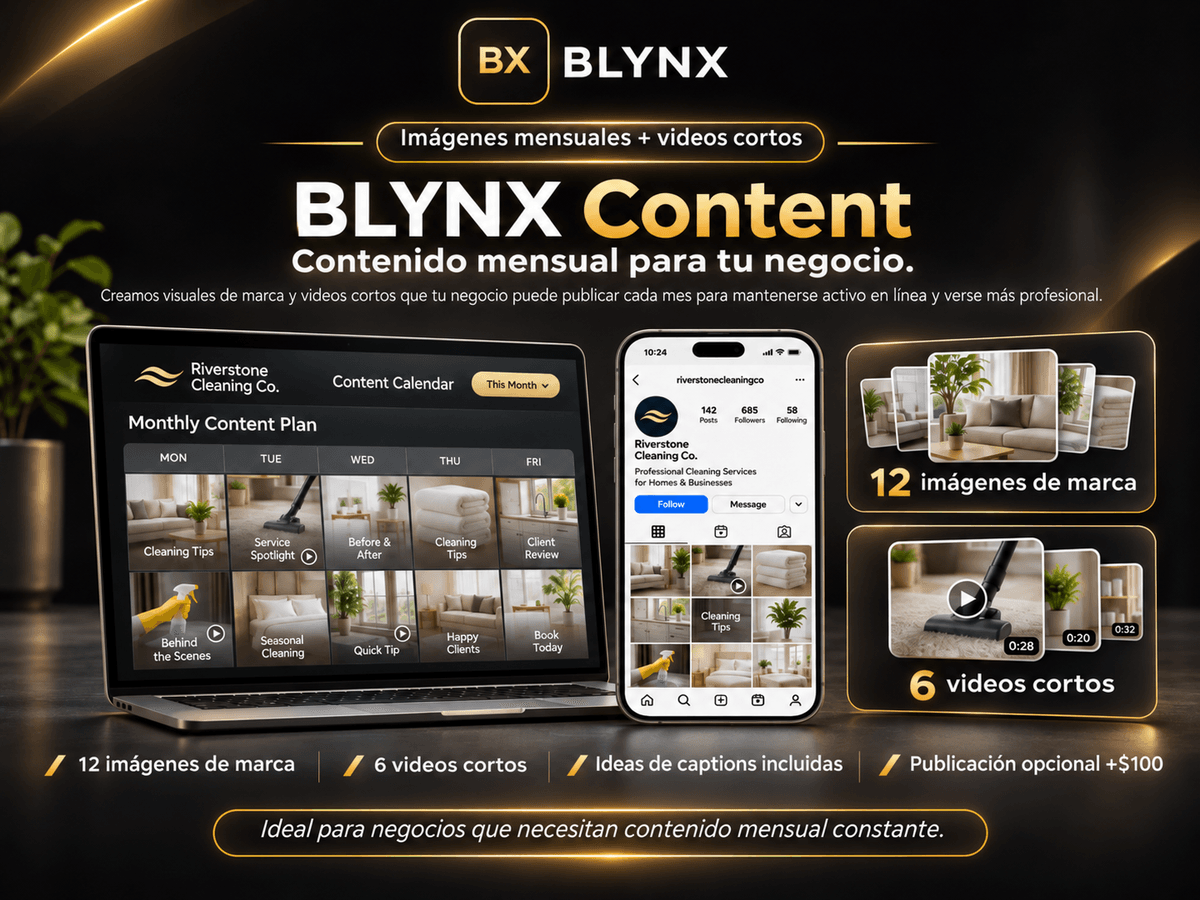 BX BLYNX
Imágenes mensuales + videos cortos
BLYNX Content
Contenido mensual para tu negocio.
Creamos visuales de marca y videos cortos que tu negocio puede publicar cada mes para mantenerse activo en línea y verse más profesional.
Riverstone
Cleaning Co.
Content Calendar
This Month
Monthly Content Plan
MON TUE WED THU FRI
Cleaning Tips
Service
Spotlight
Before &
After
Cleaning
Tips
Client
Review
Behind
the Scenes
Seasonal
Cleaning
Quick Tip
Happy
Clients
Book
Today
10:24
riverstonecleaningco
142 685 58
Posts Followers Following
Riverstone
Cleaning Co.
Professional Cleaning Services
for Homes & Businesses
Follow Message
Cleaning
Tips
12 imágenes de marca
0:28
0:20
0:32
6 videos cortos
12 imágenes de marca
6 videos cortos
Ideas de captions incluidas
Publicación opcional +$100
Ideal para negocios que necesitan contenido mensual constante.